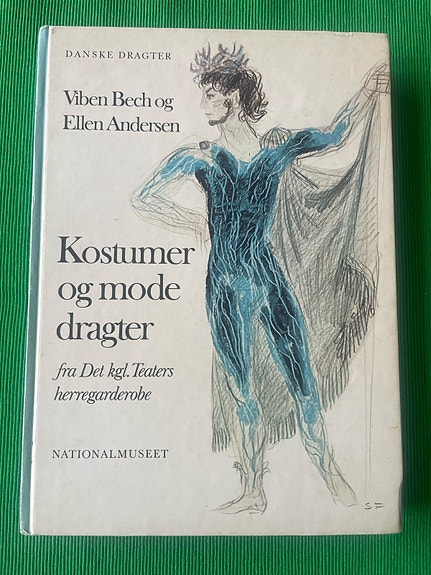 DANSKE DRAGTER
Viben Bech og
Ellen Andersen
Kostumer
og mode
dragter
fra Det kgl. Teaters
herregarderobe
NATIONALMUSEET
SF